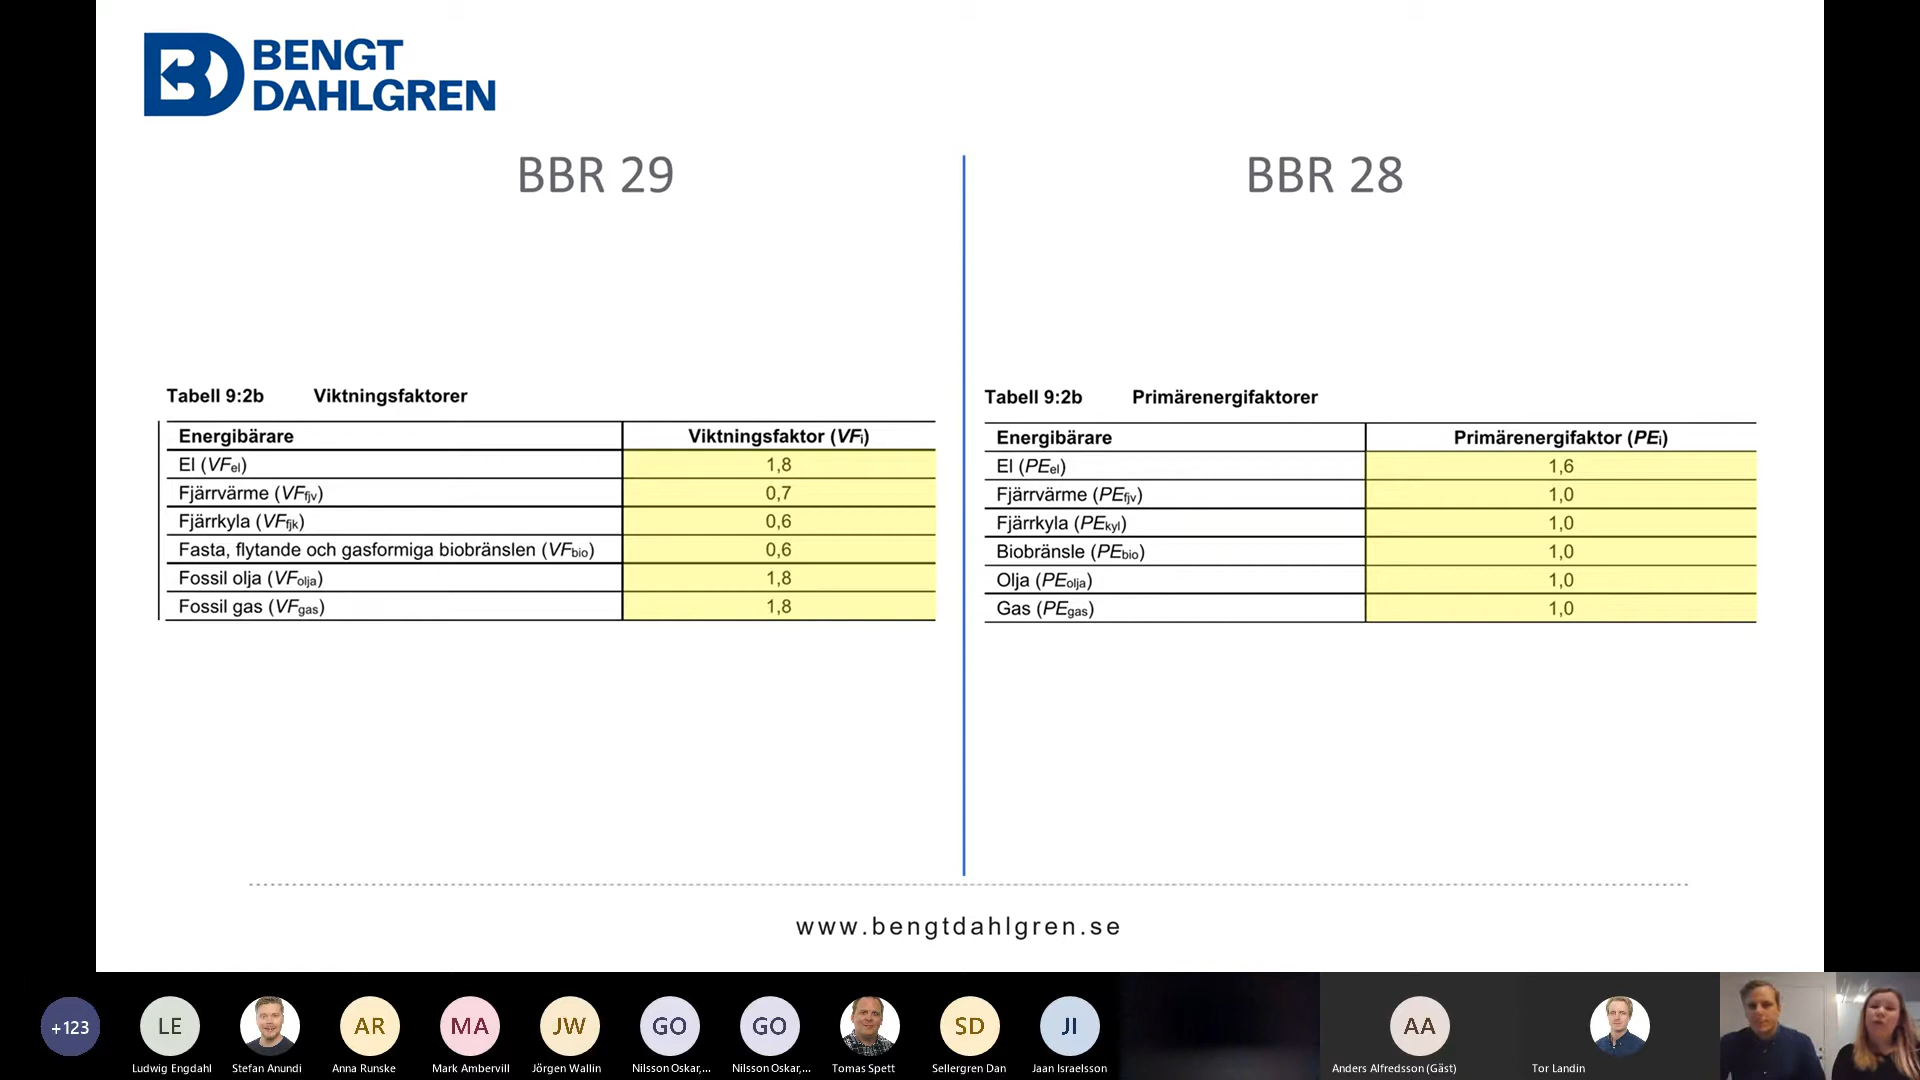 BENGT
DAHLGREN
BBR 29
BBR 28
Tabell 9:2b Viktningsfaktorer
Energibärare Viktningsfaktor (VFi)
El (VFel) 1,8
Fjärrvärme (VFfjv) 0,7
Fjärrkyla (VFfjk) 0,6
Fasta, flytande och gasformiga biobränslen (VFbio) 0,6
Fossil olja (VFolja) 1,8
Fossil gas (VFgas) 1,8
Tabell 9:2b Primärenergifaktorer
Energibärare Primärenergifaktor (PEi)
El (PEel) 1,6
Fjärrvärme (PEfjv) 1,0
Fjärrkyla (PEkyl) 1,0
Biobränsle (PEbio) 1,0
Olja (PEolja) 1,0
Gas (PEgas) 1,0
www.bengtdahlgren.se
+123 LE AR MA JW GO GO SD JI AA
Ludwig Engdahl Stefan Anundi Anna Runske Mark Ambervill Jörgen Wallin Nilsson Oskar,... Nilsson Oskar,... Tomas Spett Sellergren Dan Jaan Israelsson Anders Alfredsson (Gäst) Tor Landin